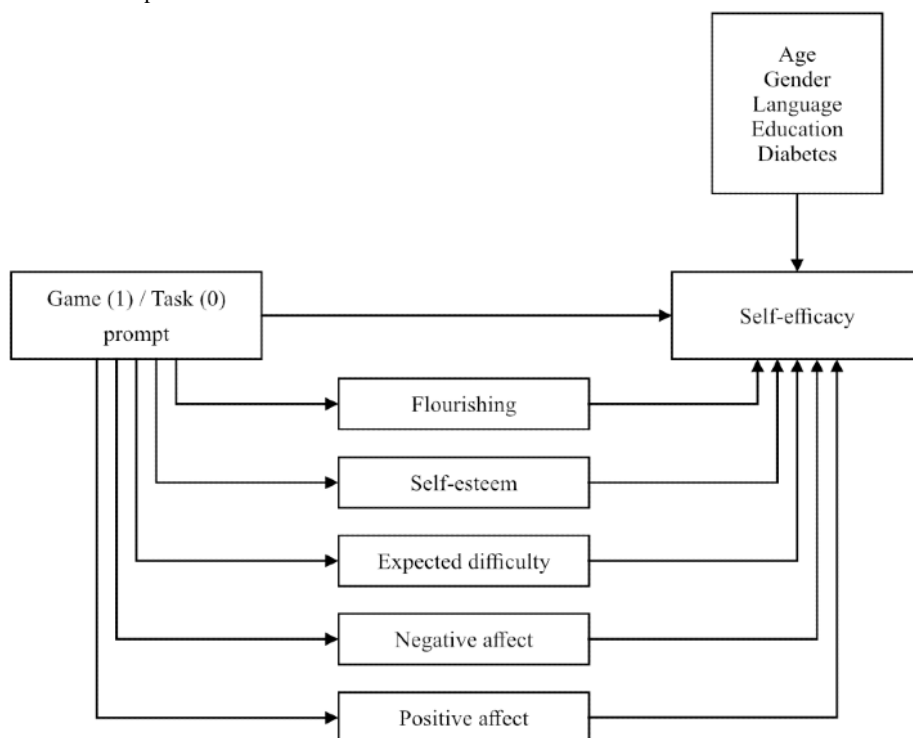 Age
Gender
Language
Education
Diabetes
Game (1) / Task (0)
prompt
Self-efficacy
Flourishing
Self-esteem
Expected difficulty
Negative affect
Positive affect